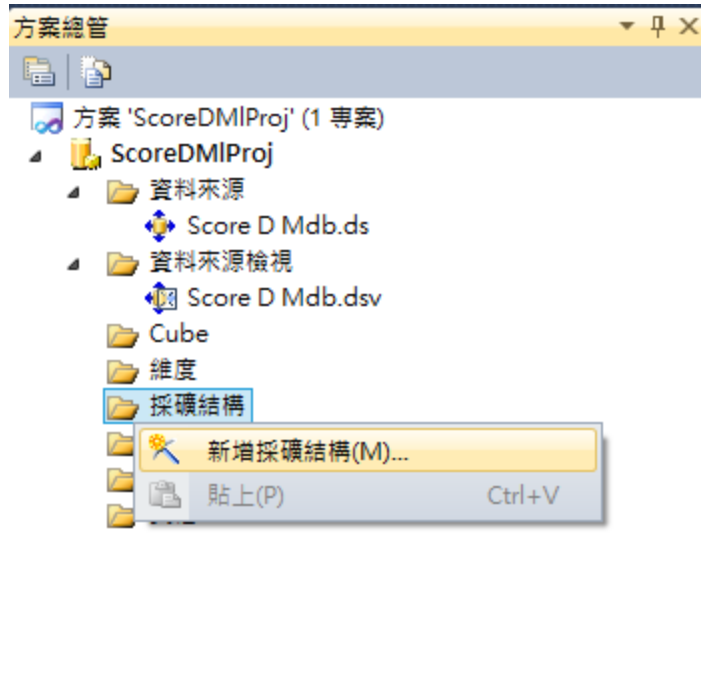 方案總管
方案 'ScoreDMlProj' (1 專案)
ScoreDMlProj
資料來源
Score D Mdb.ds
資料來源檢視
Score D Mdb.dsv
Cube
維度
採礦結構
新增採礦結構(M)...
貼上(P) Ctrl+V